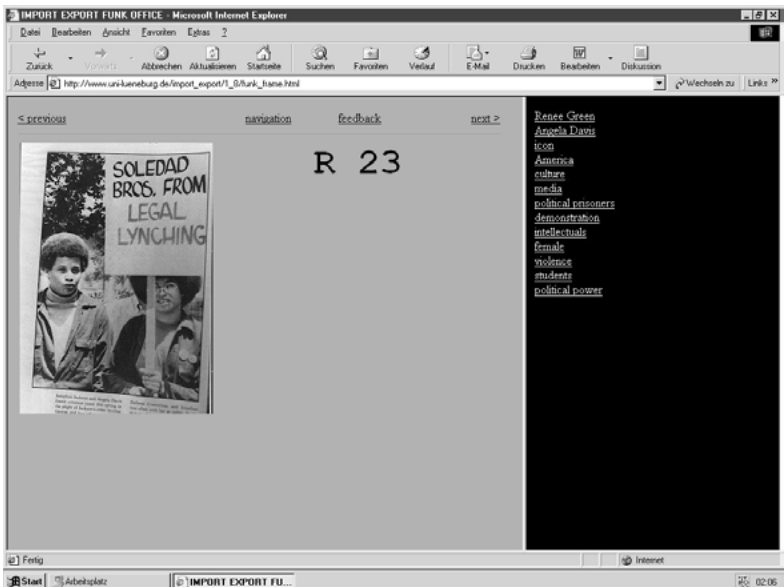 IMPORT EXPORT FUNK OFFICE - Microsoft Internet Explorer
Datei Bearbeiten Ansicht Favoriten Extras ?
Zurück Vorwärts Abbrechen Aktualisieren Startseite Suchen Favoriten Verlauf E-Mail Drucken Bearbeiten Diskussion
Adresse http://www.uni-lueneburg.de/import_export/1_8/funk_frame.html Wechseln zu Links »
< previous navigation feedback next >
R 23
SOLEDAD
BROS. FROM
LEGAL
LYNCHING
Renee Green
Angela Davis
icon
America
culture
media
political prisoners
demonstration
intellectuals
female
violence
students
political power
Fertig Internet
Start Arbeitsplatz IMPORT EXPORT FU... 02:06